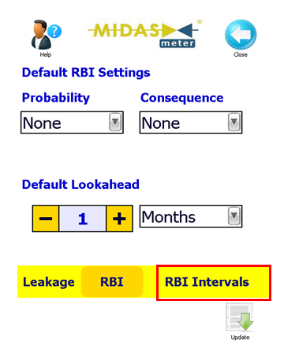 MIDAS
meter
Help
Close
Default RBI Settings
Probability Consequence
None None
Default Lookahead
− 1 + Months
Leakage RBI RBI Intervals
Update